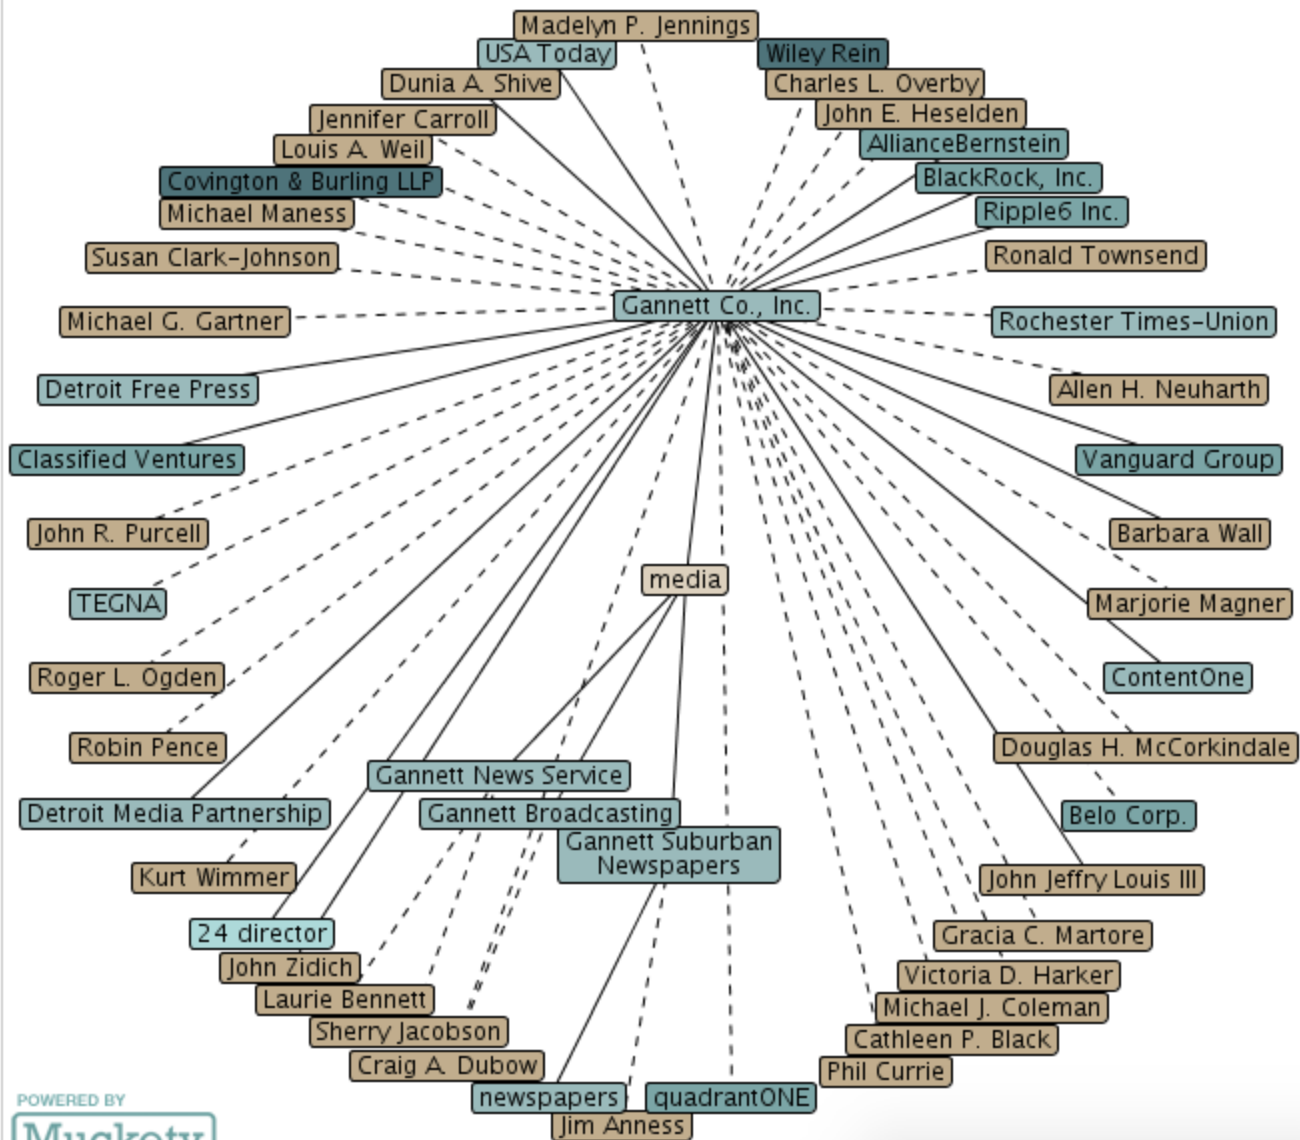 Madelyn P. Jennings
USA Today
Wiley Rein
Dunia A. Shive
Charles L. Overby
Jennifer Carroll
John E. Heselden
Louis A. Weil
AllianceBernstein
Covington & Burling LLP
BlackRock, Inc.
Michael Maness
Ripple6 Inc.
Susan Clark-Johnson
Ronald Townsend
Gannett Co., Inc.
Michael G. Gartner
Rochester Times-Union
Detroit Free Press
Allen H. Neuharth
Classified Ventures
Vanguard Group
John R. Purcell
Barbara Wall
media
TEGNA
Marjorie Magner
Roger L. Ogden
ContentOne
Robin Pence
Douglas H. McCorkindale
Gannett News Service
Detroit Media Partnership
Gannett Broadcasting
Belo Corp.
Gannett Suburban
Newspapers
Kurt Wimmer
John Jeffry Louis III
24 director
Gracia C. Martore
John Zidich
Victoria D. Harker
Laurie Bennett
Michael J. Coleman
Sherry Jacobson
Cathleen P. Black
Craig A. Dubow
Phil Currie
newspapers
quadrantONE
Jim Anness
POWERED BY
Muckety